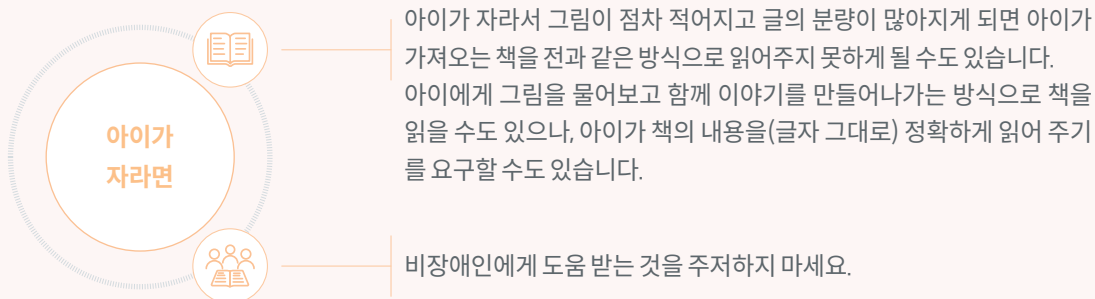 아이가
자라면
아이가 자라서 그림이 점차 적어지고 글의 분량이 많아지게 되면 아이가
가져오는 책을 전과 같은 방식으로 읽어주지 못하게 될 수도 있습니다.
아이에게 그림을 물어보고 함께 이야기를 만들어나가는 방식으로 책을
읽을 수도 있으나, 아이가 책의 내용을(글자 그대로) 정확하게 읽어 주기
를 요구할 수도 있습니다.
비장애인에게 도움 받는 것을 주저하지 마세요.